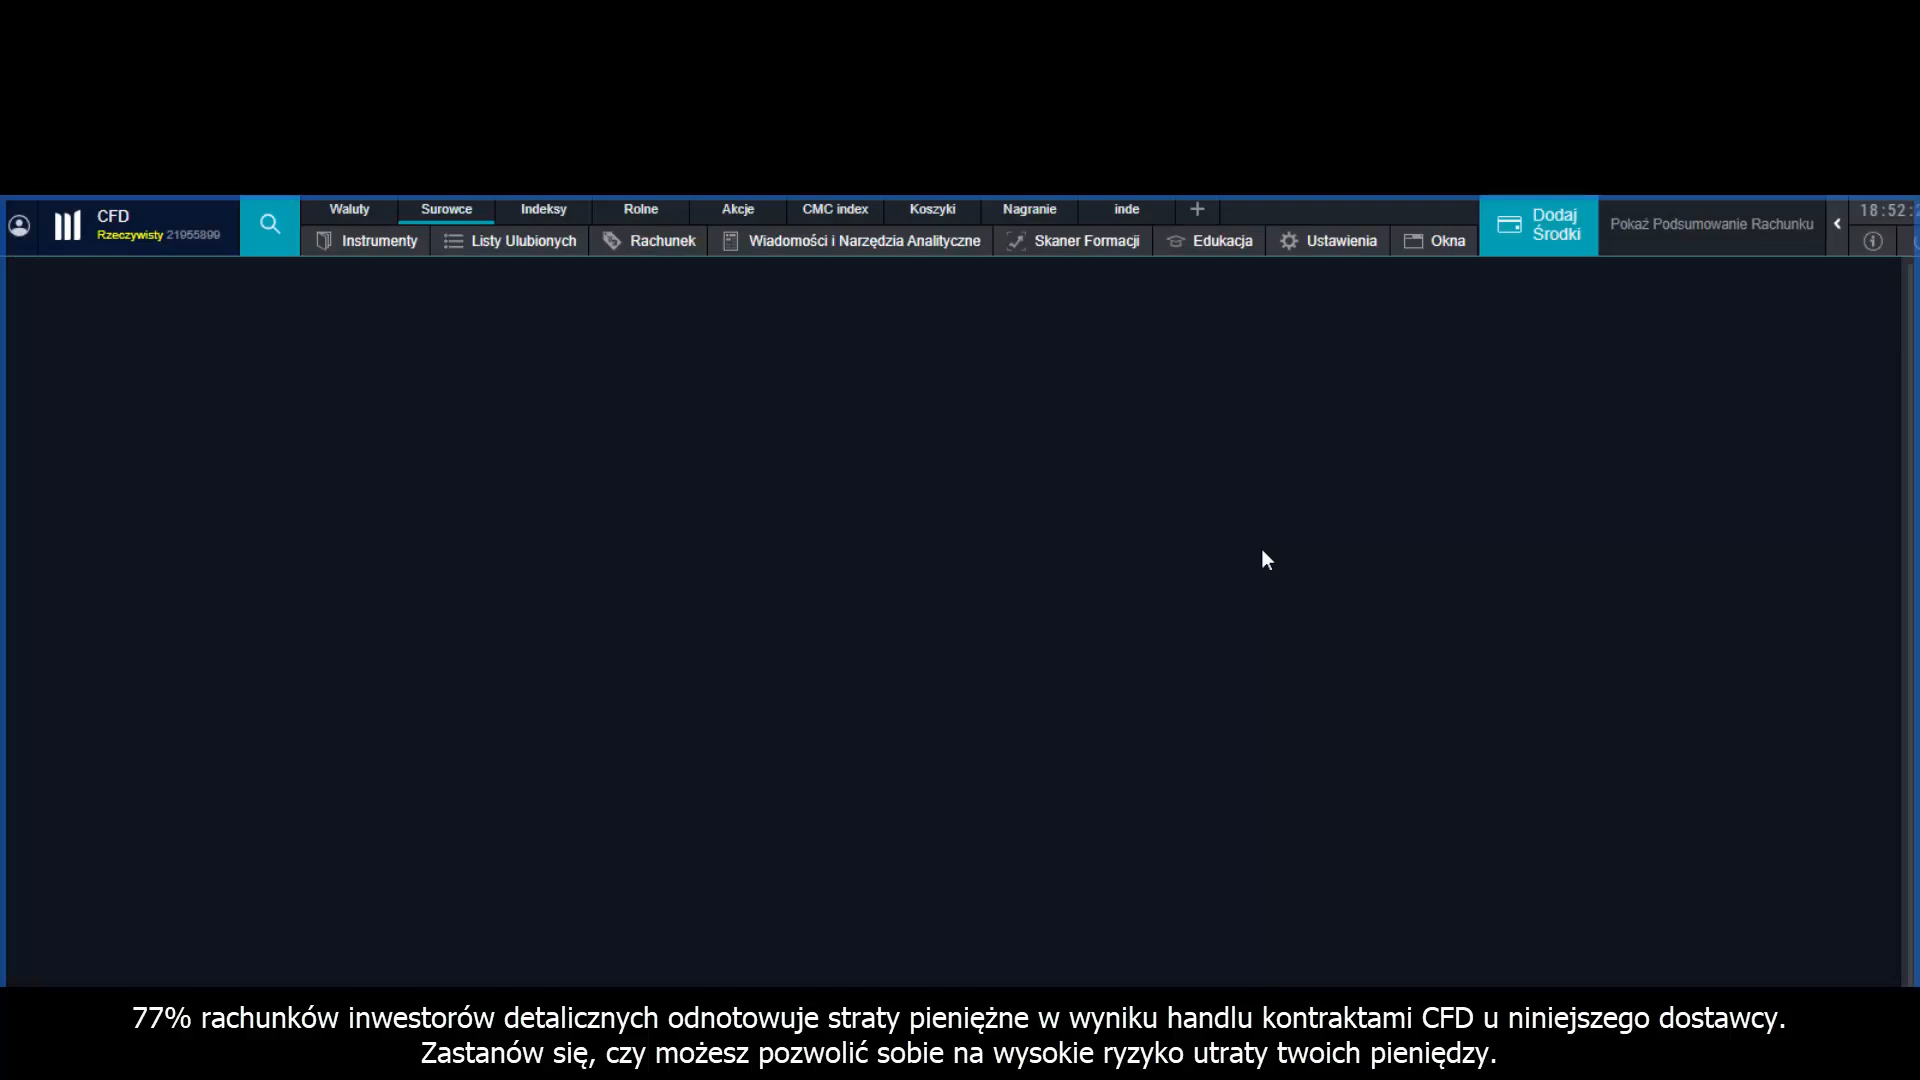 CFD
Rzeczywisty 21955899
Waluty Surowce Indeksy Rolne Akcje CMC index Koszyki Nagranie inde +
Instrumenty Listy Ulubionych Rachunek Wiadomości i Narzędzia Analityczne Skaner Formacji Edukacja Ustawienia Okna
Dodaj
Środki
Pokaż Podsumowanie Rachunku
18:52:
77% rachunków inwestorów detalicznych odnotowuje straty pieniężne w wyniku handlu kontraktami CFD u niniejszego dostawcy.
Zastanów się, czy możesz pozwolić sobie na wysokie ryzyko utraty twoich pieniędzy.